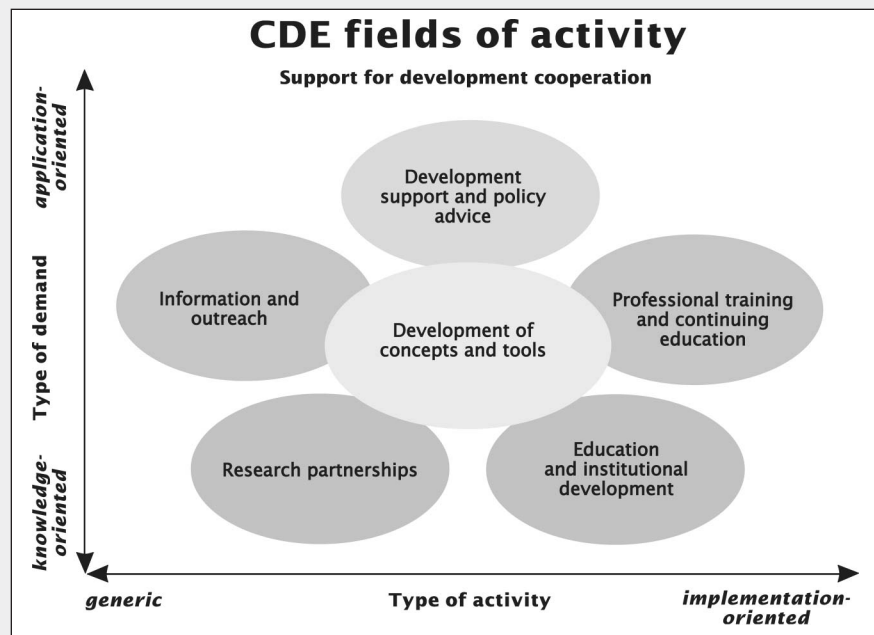 CDE fields of activity
Support for development cooperation
application-
oriented
Development
support and policy
advice
Information and
outreach
Professional training
and continuing
education
Type of demand
Development of
concepts and tools
Research partnerships
Education
and institutional
development
knowledge-
oriented
generic
Type of activity
implementation-
oriented